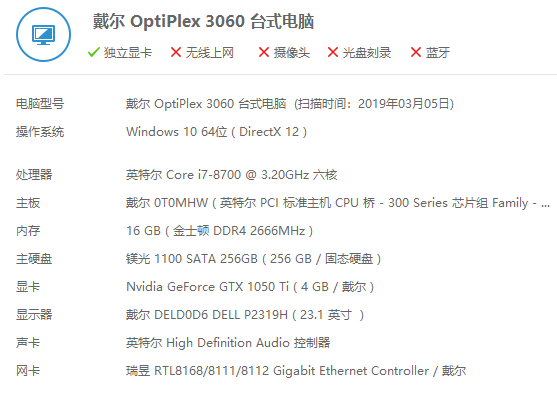 戴尔 OptiPlex 3060 台式电脑
独立显卡 无线上网 摄像头 光盘刻录 蓝牙
电脑型号 戴尔 OptiPlex 3060 台式电脑 (扫描时间：2019年03月05日)
操作系统 Windows 10 64位 ( DirectX 12 )
处理器 英特尔 Core i7-8700 @ 3.20GHz 六核
主板 戴尔 0T0MHW ( 英特尔 PCI 标准主机 CPU 桥 - 300 Series 芯片组 Family - ...
内存 16 GB ( 金士顿 DDR4 2666MHz )
主硬盘 镁光 1100 SATA 256GB ( 256 GB / 固态硬盘 )
显卡 Nvidia GeForce GTX 1050 Ti ( 4 GB / 戴尔 )
显示器 戴尔 DELD0D6 DELL P2319H ( 23.1 英寸 )
声卡 英特尔 High Definition Audio 控制器
网卡 瑞昱 RTL8168/8111/8112 Gigabit Ethernet Controller / 戴尔